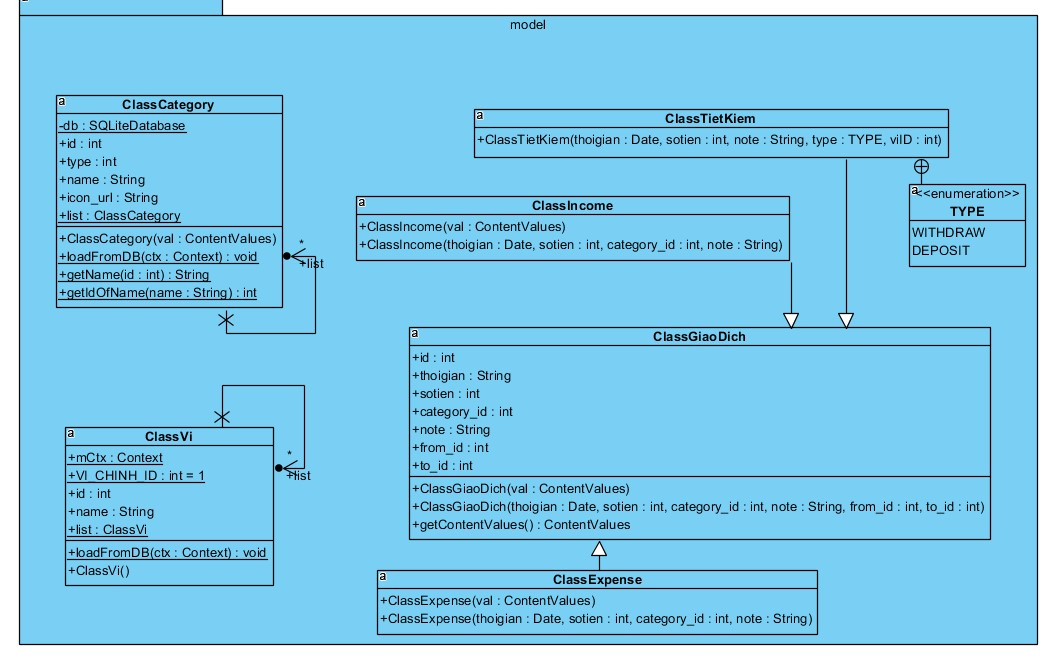 a
model
a
ClassCategory
-db : SQLiteDatabase
+id : int
+type : int
+name : String
+icon_url : String
+list : ClassCategory
+ClassCategory(val : ContentValues)
+loadFromDB(ctx : Context) : void
+getName(id : int) : String
+getIdOfName(name : String) : int
*
+list
a
ClassTietKiem
+ClassTietKiem(thoigian : Date, sotien : int, note : String, type : TYPE, viID : int)
a
<<enumeration>>
TYPE
WITHDRAW
DEPOSIT
a
ClassIncome
+ClassIncome(val : ContentValues)
+ClassIncome(thoigian : Date, sotien : int, category_id : int, note : String)
a
ClassGiaoDich
+id : int
+thoigian : String
+sotien : int
+category_id : int
+note : String
+from_id : int
+to_id : int
+ClassGiaoDich(val : ContentValues)
+ClassGiaoDich(thoigian : Date, sotien : int, category_id : int, note : String, from_id : int, to_id : int)
+getContentValues() : ContentValues
a
ClassVi
+mCtx : Context
+VI_CHINH_ID : int = 1
+id : int
+name : String
+list : ClassVi
+loadFromDB(ctx : Context) : void
+ClassVi()
*
+list
a
ClassExpense
+ClassExpense(val : ContentValues)
+ClassExpense(thoigian : Date, sotien : int, category_id : int, note : String)